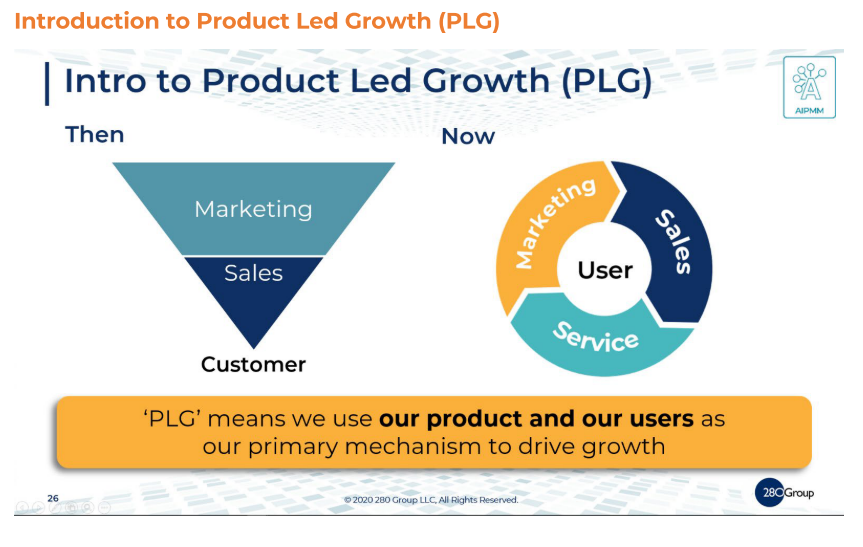 Introduction to Product Led Growth (PLG)
Intro to Product Led Growth (PLG)
AIPMM
Then
Now
Marketing
Sales
Customer
Marketing
Sales
Service
User
‘PLG’ means we use our product and our users as
our primary mechanism to drive growth
26
© 2020 280 Group LLC, All Rights Reserved.
280Group